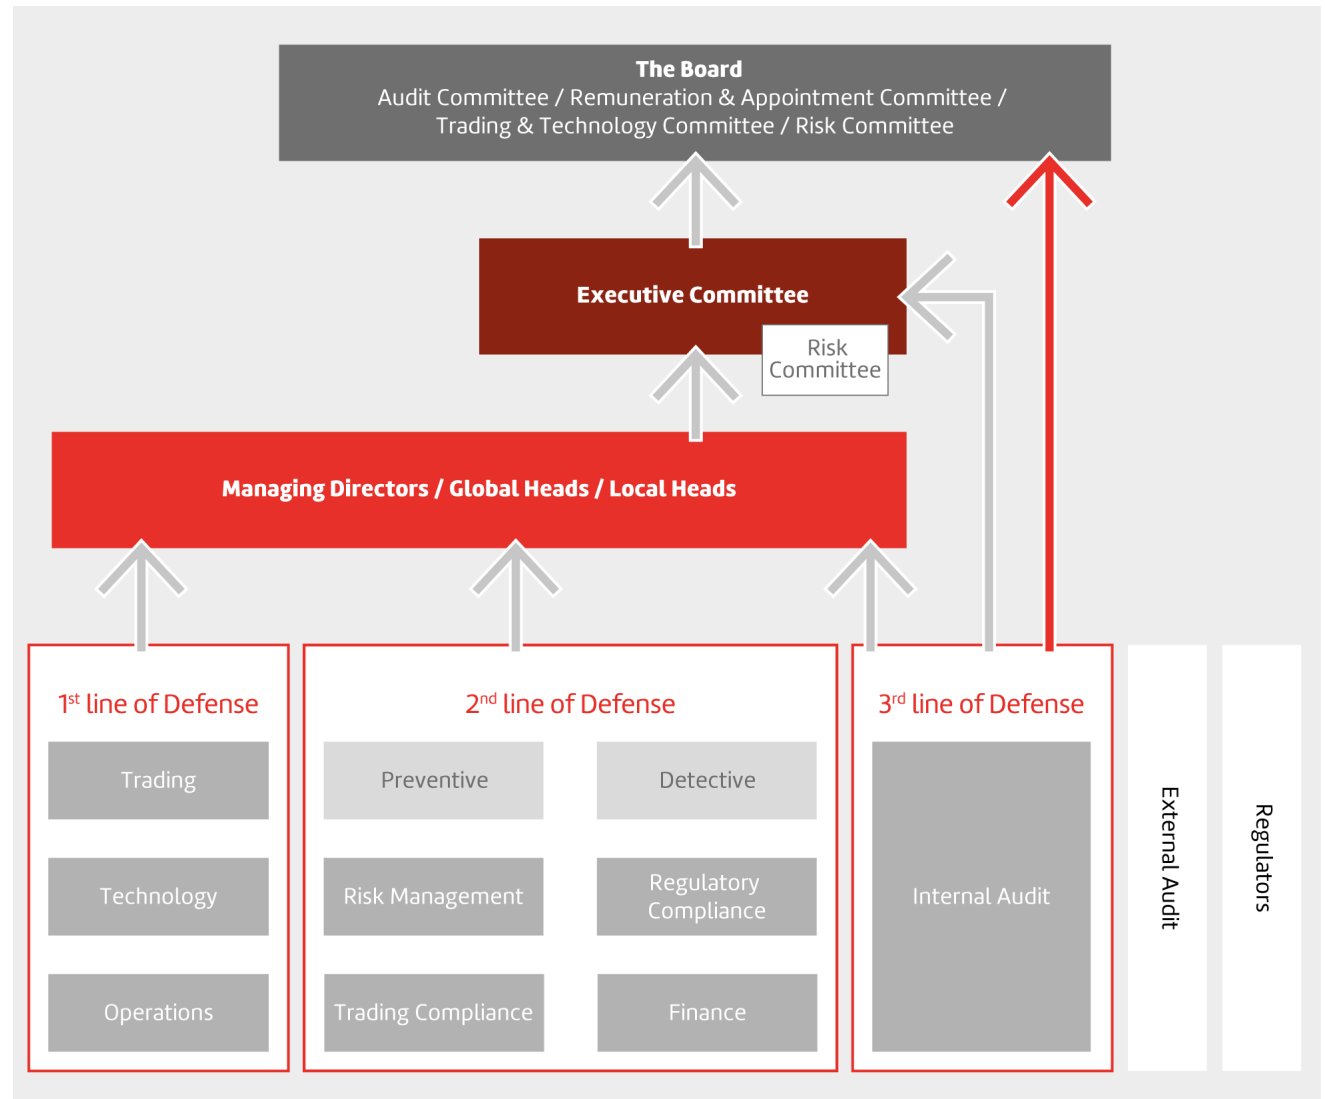 The Board
Audit Committee / Remuneration & Appointment Committee /
Trading & Technology Committee / Risk Committee
Executive Committee
Risk
Committee
Managing Directors / Global Heads / Local Heads
1st line of Defense
Trading
Technology
Operations
2nd line of Defense
Preventive
Detective
Risk Management
Regulatory
Compliance
Trading Compliance
Finance
3rd line of Defense
Internal Audit
External Audit
Regulators